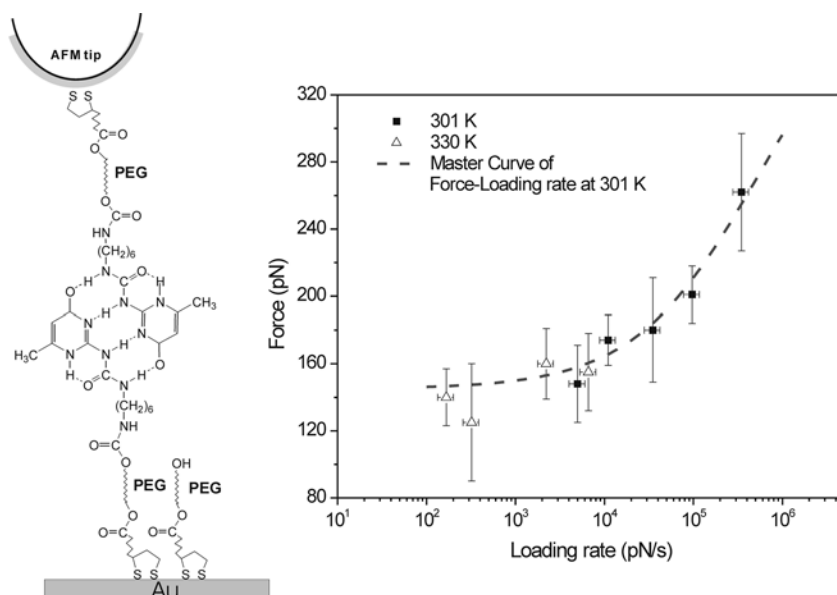 AFM tip
S S
C=O
O
PEG
O
C=O
NH
(CH2)6
N H O H
O H N N
CH3
N H N
N H N
H3C
N N O
H O N H
(CH2)6
NH
O=C
O OH
PEG PEG
O O
O=C O=C
S S S S
Au
320
280
240
200
160
120
80
Force (pN)
301 K
330 K
Master Curve of
Force-Loading rate at 301 K
10^1 10^2 10^3 10^4 10^5 10^6
Loading rate (pN/s)